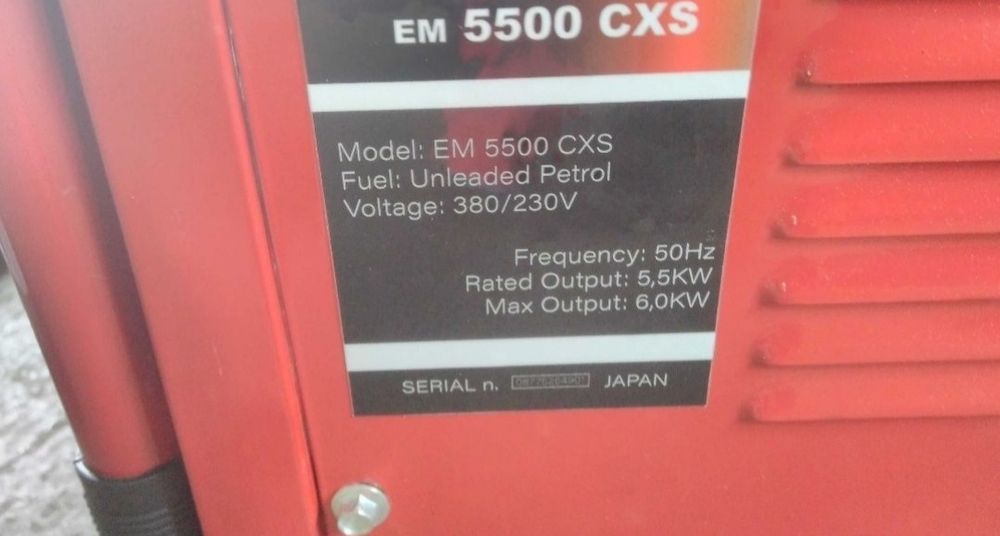 EM 5500 CXS
Model: EM 5500 CXS
Fuel: Unleaded Petrol
Voltage: 380/230V
Frequency: 50Hz
Rated Output: 5,5KW
Max Output: 6,0KW
SERIAL n. JAPAN